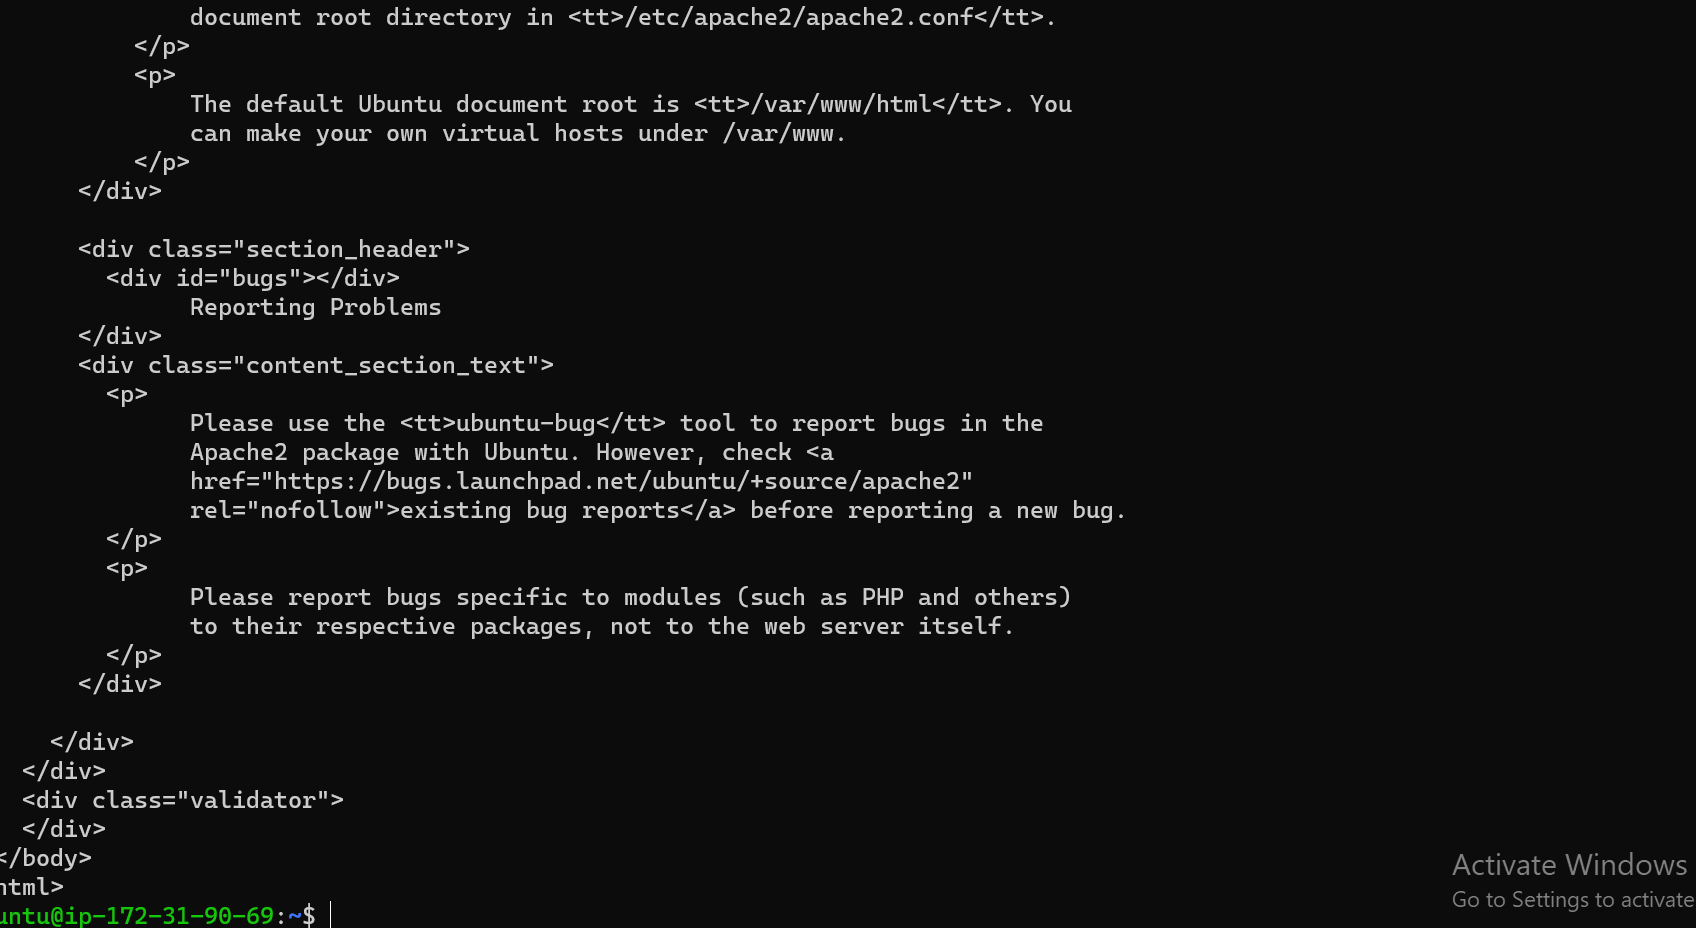 document root directory in <tt>/etc/apache2/apache2.conf</tt>.
</p>
<p>
The default Ubuntu document root is <tt>/var/www/html</tt>. You
can make your own virtual hosts under /var/www.
</p>
</div>
<div class="section_header">
<div id="bugs"></div>
Reporting Problems
</div>
<div class="content_section_text">
<p>
Please use the <tt>ubuntu-bug</tt> tool to report bugs in the
Apache2 package with Ubuntu. However, check <a
href="https://bugs.launchpad.net/ubuntu/+source/apache2"
rel="nofollow">existing bug reports</a> before reporting a new bug.
</p>
<p>
Please report bugs specific to modules (such as PHP and others)
to their respective packages, not to the web server itself.
</p>
</div>
</div>
</div>
<div class="validator">
</div>
</body>
html>
untu@ip-172-31-90-69:~$
Activate Windows
Go to Settings to activate